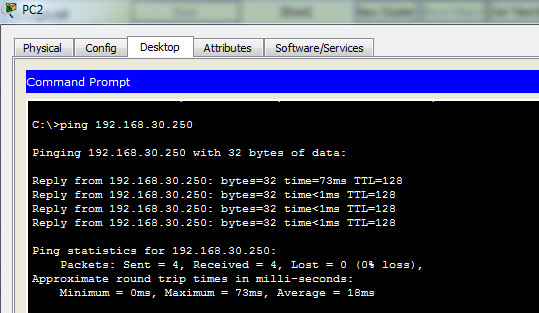 PC2
Physical Config Desktop Attributes Software/Services
Command Prompt
C:\>ping 192.168.30.250
Pinging 192.168.30.250 with 32 bytes of data:
Reply from 192.168.30.250: bytes=32 time=73ms TTL=128
Reply from 192.168.30.250: bytes=32 time<1ms TTL=128
Reply from 192.168.30.250: bytes=32 time<1ms TTL=128
Reply from 192.168.30.250: bytes=32 time<1ms TTL=128
Ping statistics for 192.168.30.250:
Packets: Sent = 4, Received = 4, Lost = 0 (0% loss),
Approximate round trip times in milli-seconds:
Minimum = 0ms, Maximum = 73ms, Average = 18ms